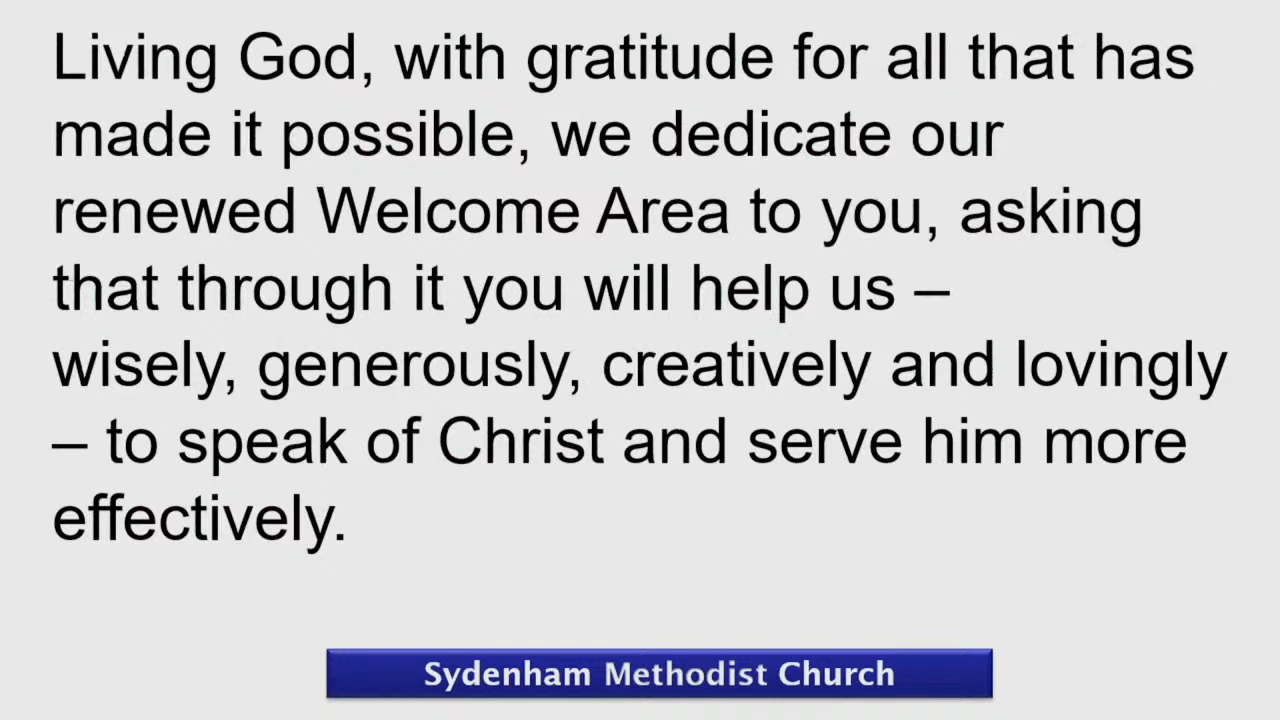 Living God, with gratitude for all that has
made it possible, we dedicate our
renewed Welcome Area to you, asking
that through it you will help us –
wisely, generously, creatively and lovingly
– to speak of Christ and serve him more
effectively.
Sydenham Methodist Church